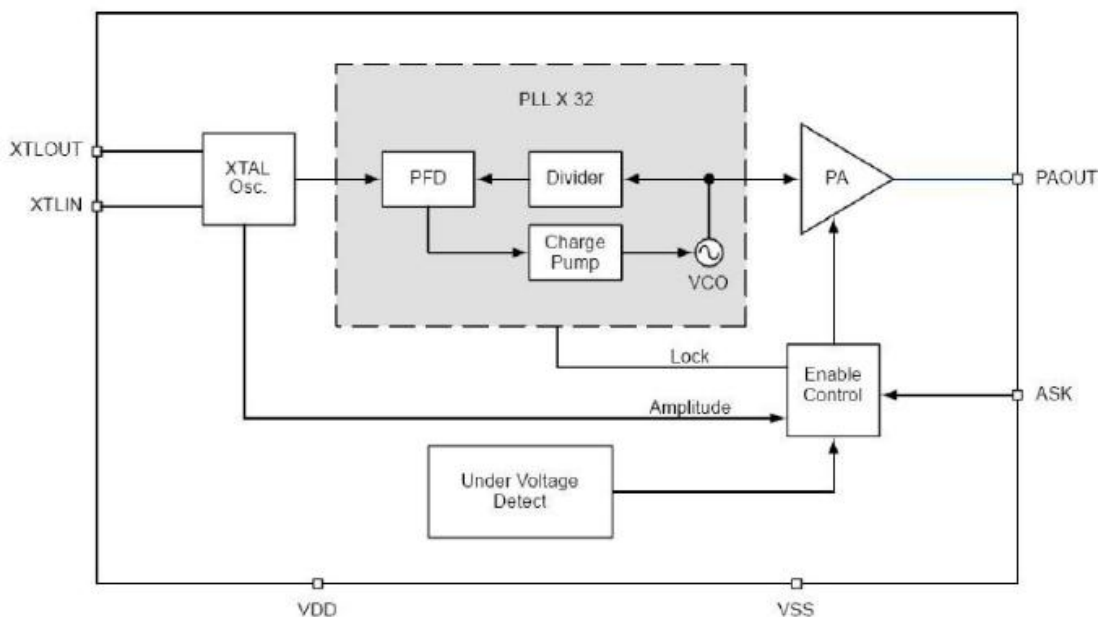 PLL X 32
XTLOUT
XTLIN
XTAL
Osc.
PFD
Divider
PA
PAOUT
Charge
Pump
VCO
Lock
Enable
Control
ASK
Amplitude
Under Voltage
Detect
VDD
VSS